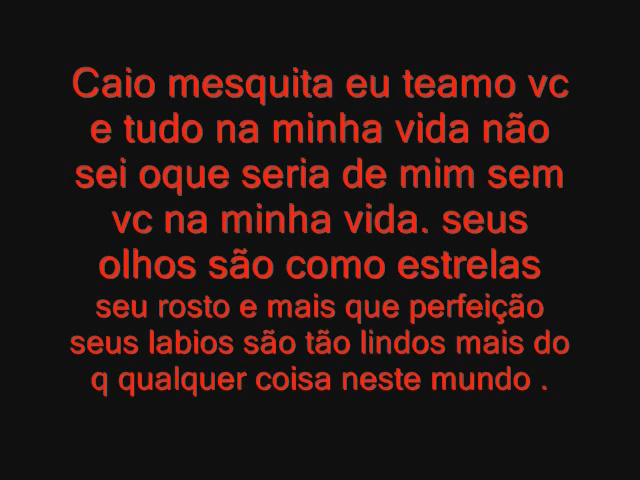 Caio mesquita eu teamo vc
e tudo na minha vida não
sei oque seria de mim sem
vc na minha vida. seus
olhos são como estrelas
seu rosto e mais que perfeição
seus labios são tão lindos mais do
q qualquer coisa neste mundo .